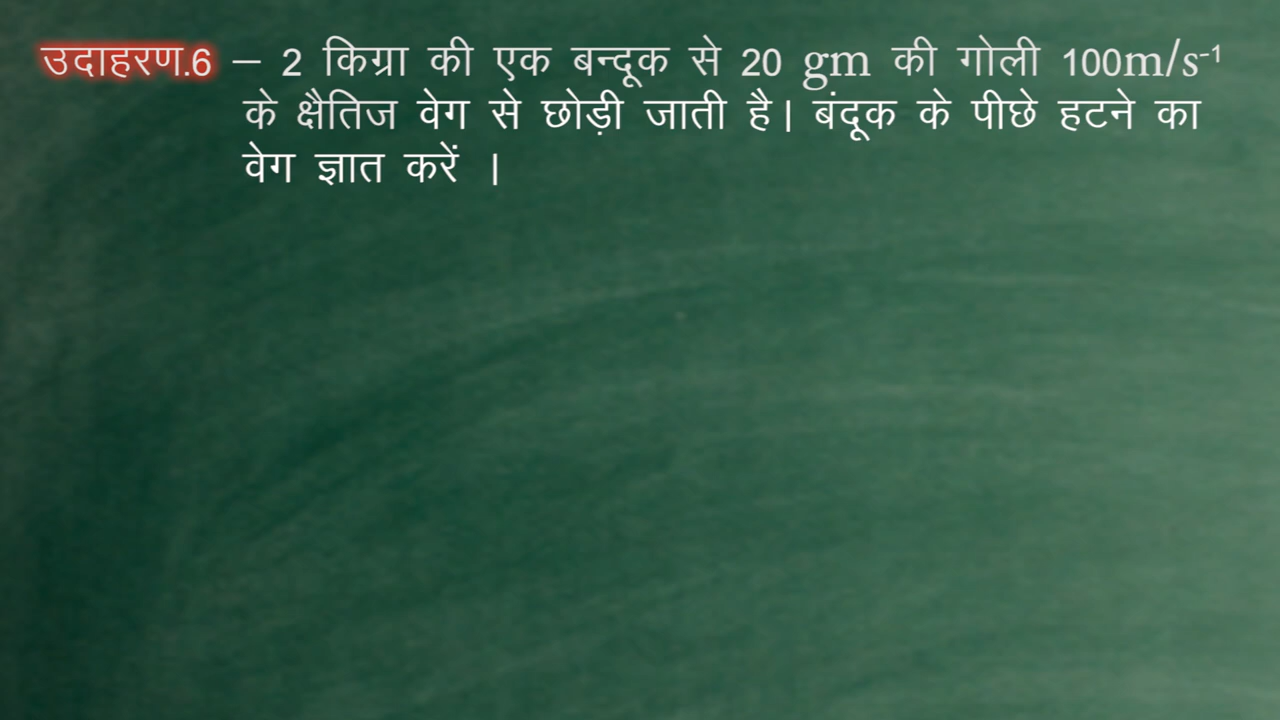 उदाहरण.6 – 2 किग्रा की एक बन्दूक से 20 gm की गोली 100m/s⁻¹
के क्षैतिज वेग से छोड़ी जाती है। बंदूक के पीछे हटने का
वेग ज्ञात करें ।